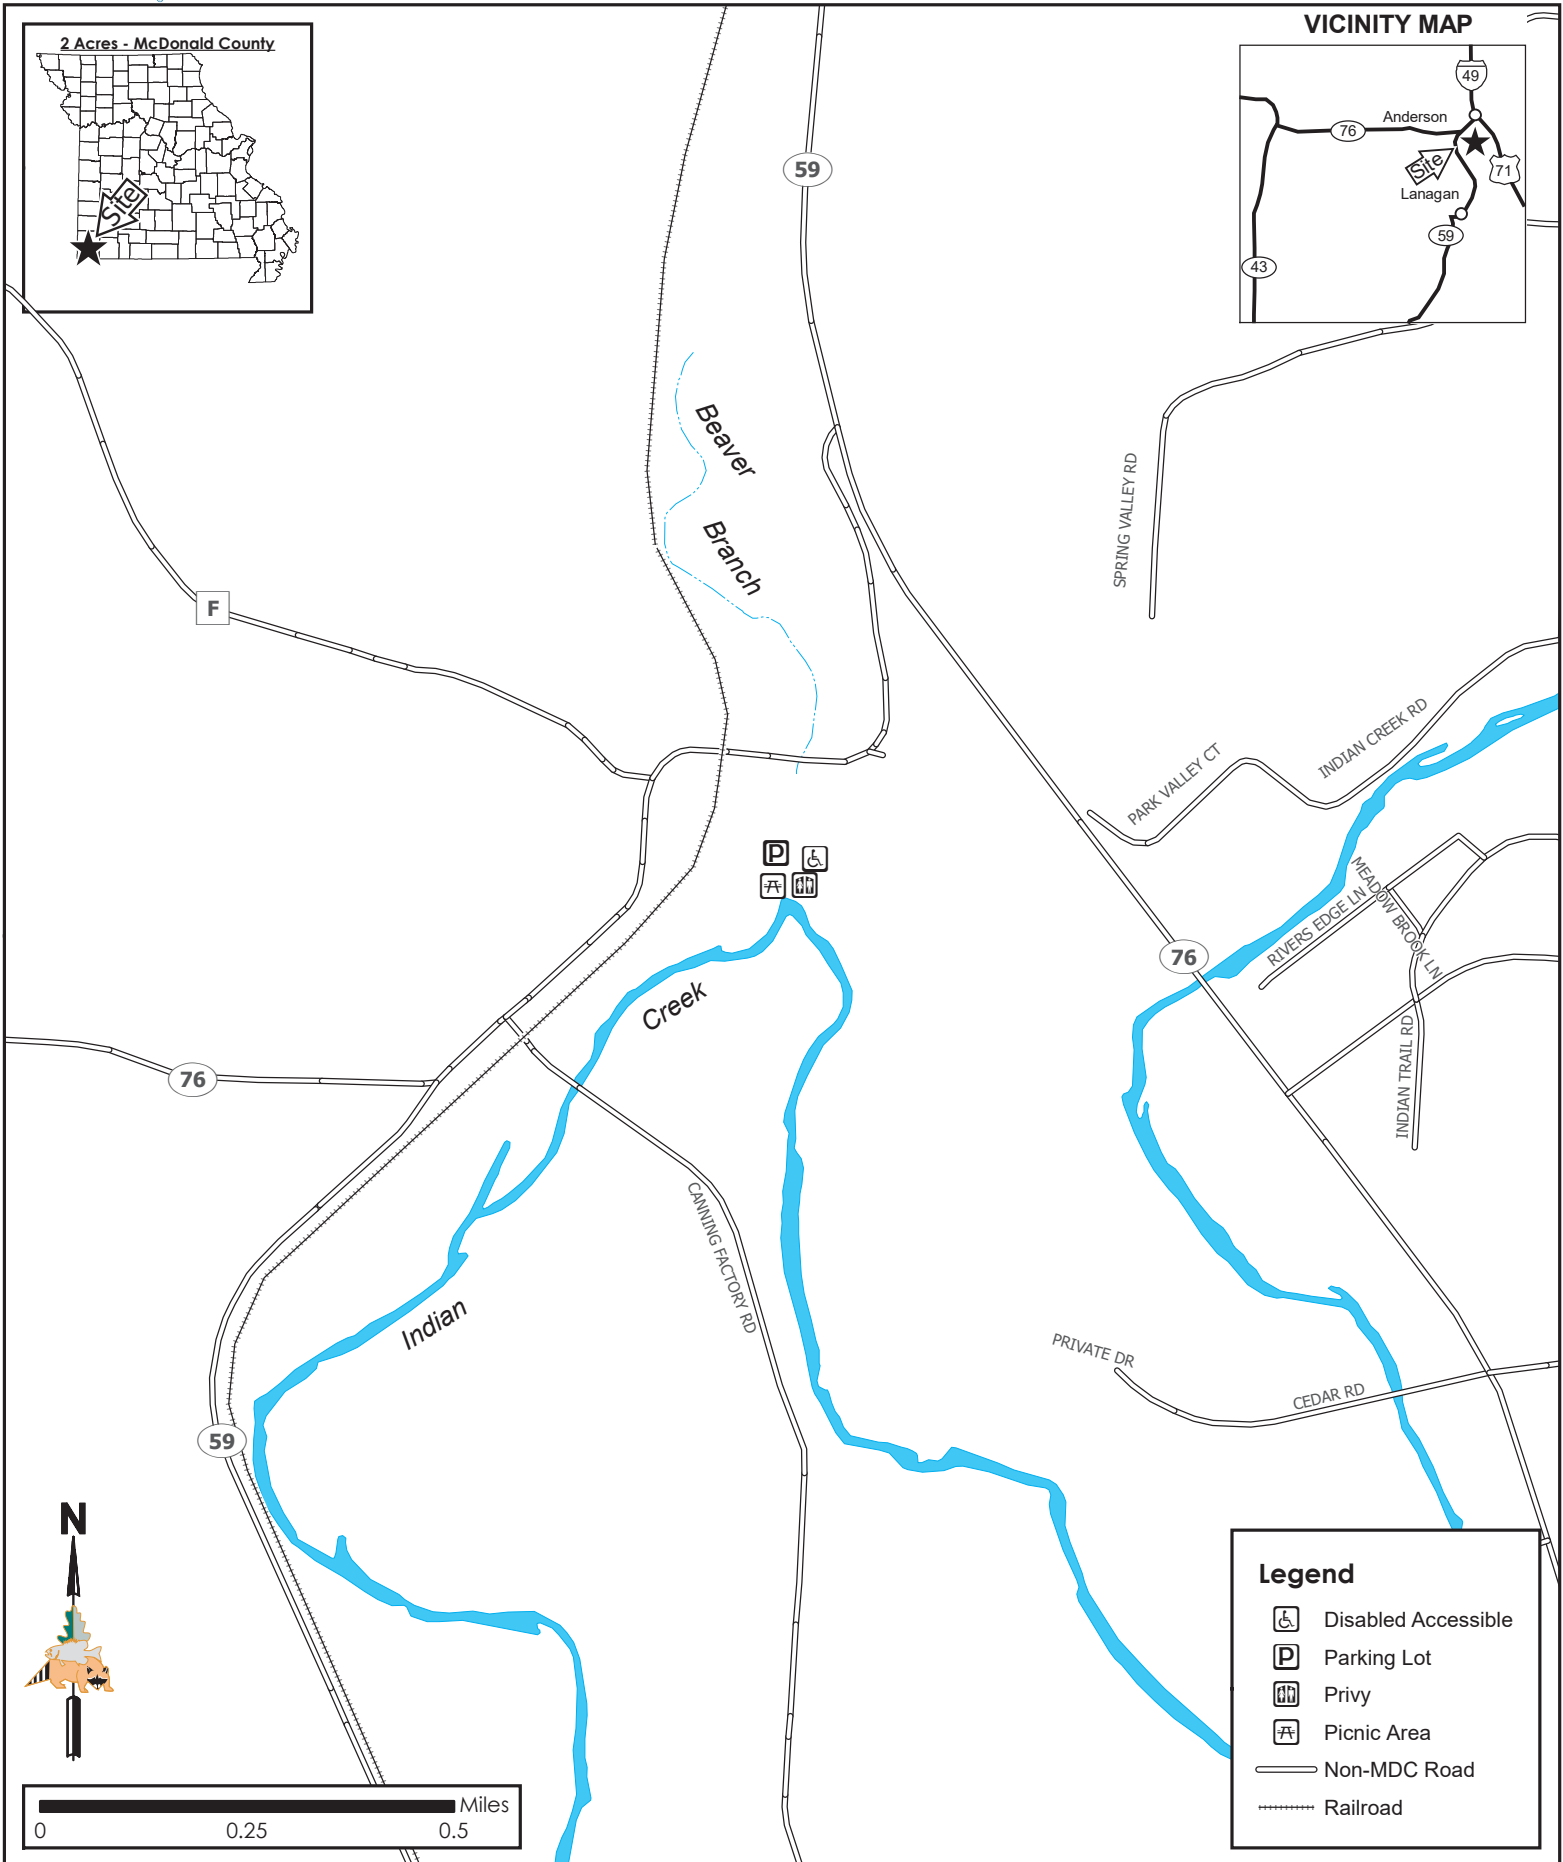 2 Acres - McDonald County
Site
VICINITY MAP
49
Anderson
76
Site
71
Lanagan
59
43
59
Beaver
Branch
SPRING VALLEY RD
F
INDIAN CREEK RD
PARK VALLEY CT
P
MEADOW BROOK LN
RIVERS EDGE LN
76
Creek
INDIAN TRAIL RD
76
CANNING FACTORY RD
Indian
PRIVATE DR
CEDAR RD
59
N
Legend
Disabled Accessible
P Parking Lot
Privy
Picnic Area
Non-MDC Road
Railroad
Miles
0 0.25 0.5